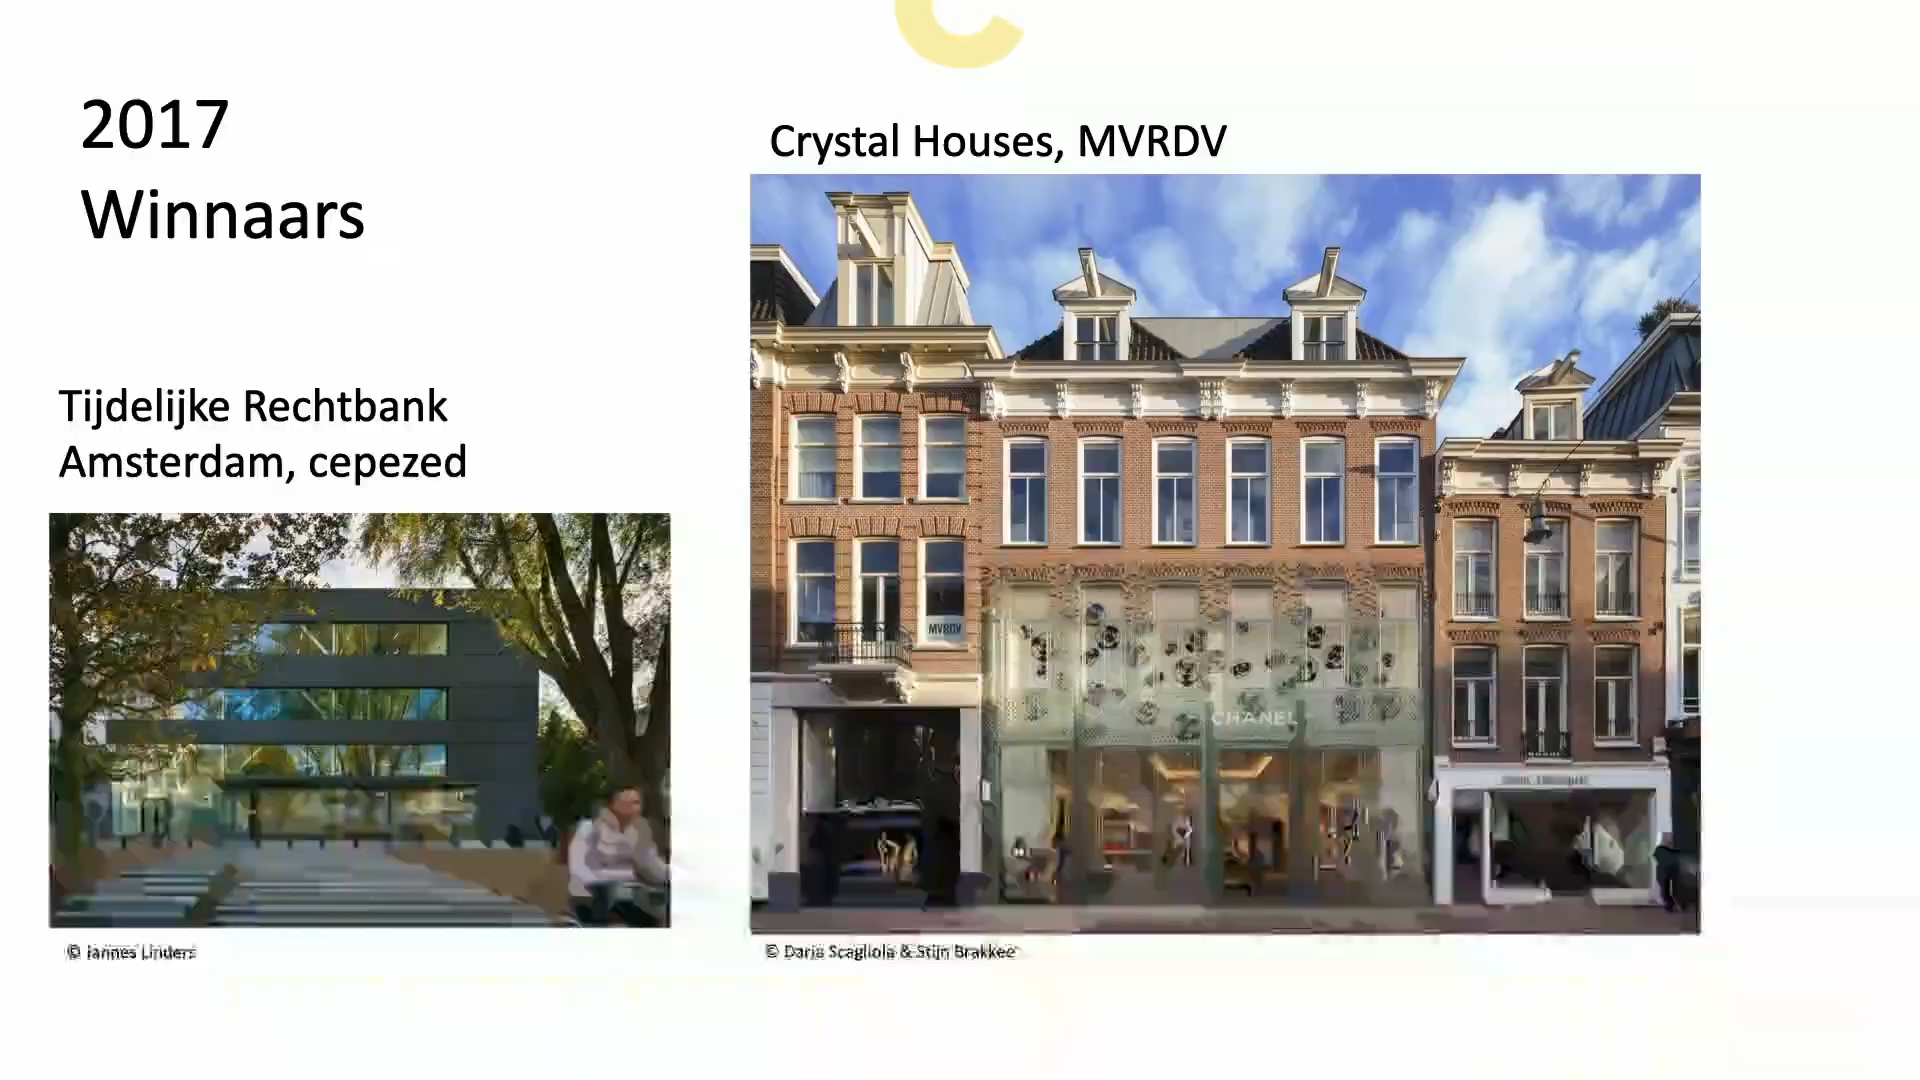 2017
Winnaars
Crystal Houses, MVRDV
Tijdelijke Rechtbank
Amsterdam, cepezed
MVRDV
CHANEL
© Jannes Linders
© Daria Scagliola & Stijn Brakkee